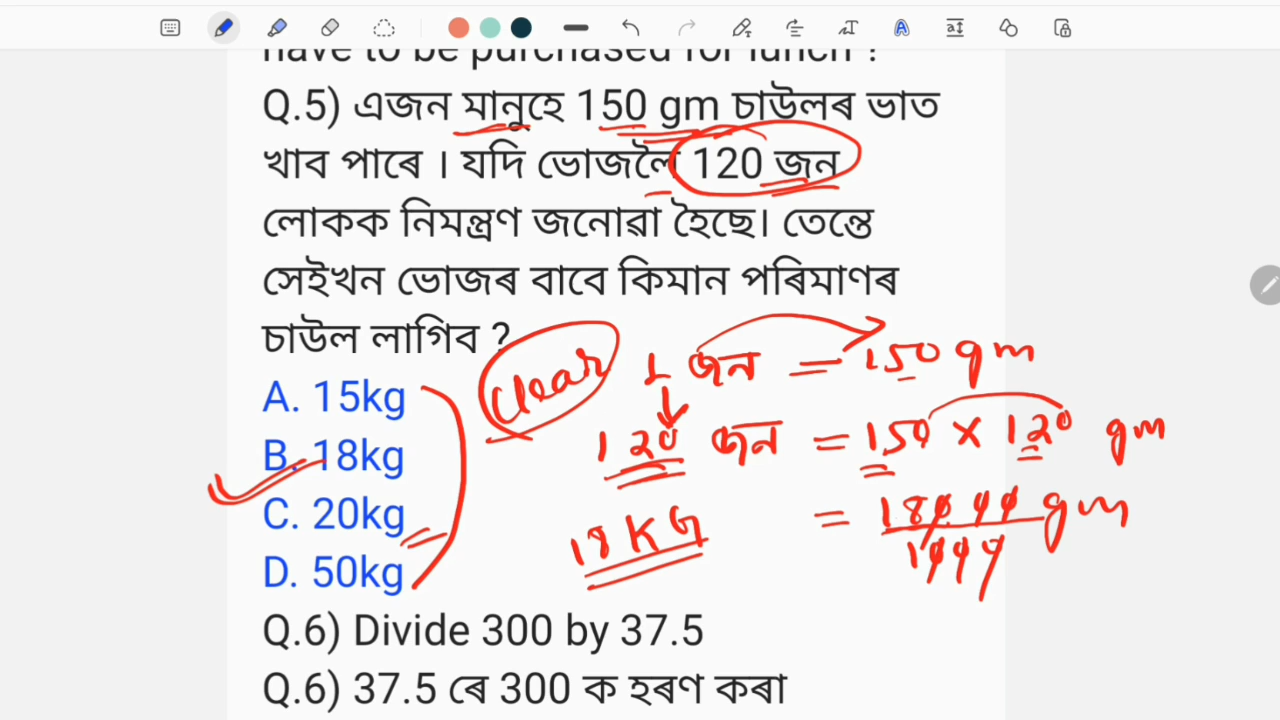 have to be purchased for lunch ?
Q.5) এজন মানুহে 150 gm চাউলৰ ভাত
খাব পাৰে । যদি ভোজলৈ 120 জন
লোকক নিমন্ত্ৰণ জনোৱা হৈছে। তেন্তে
সেইখন ভোজৰ বাবে কিমান পৰিমাণৰ
চাউল লাগিব ?
clear
1 জন = 150 gm
A. 15kg
120 জন = 150 x 120 gm
B. 18kg
C. 20kg
= 18000 gm
1000
18 KG
D. 50kg
Q.6) Divide 300 by 37.5
Q.6) 37.5 ৰে 300 ক হৰণ কৰা